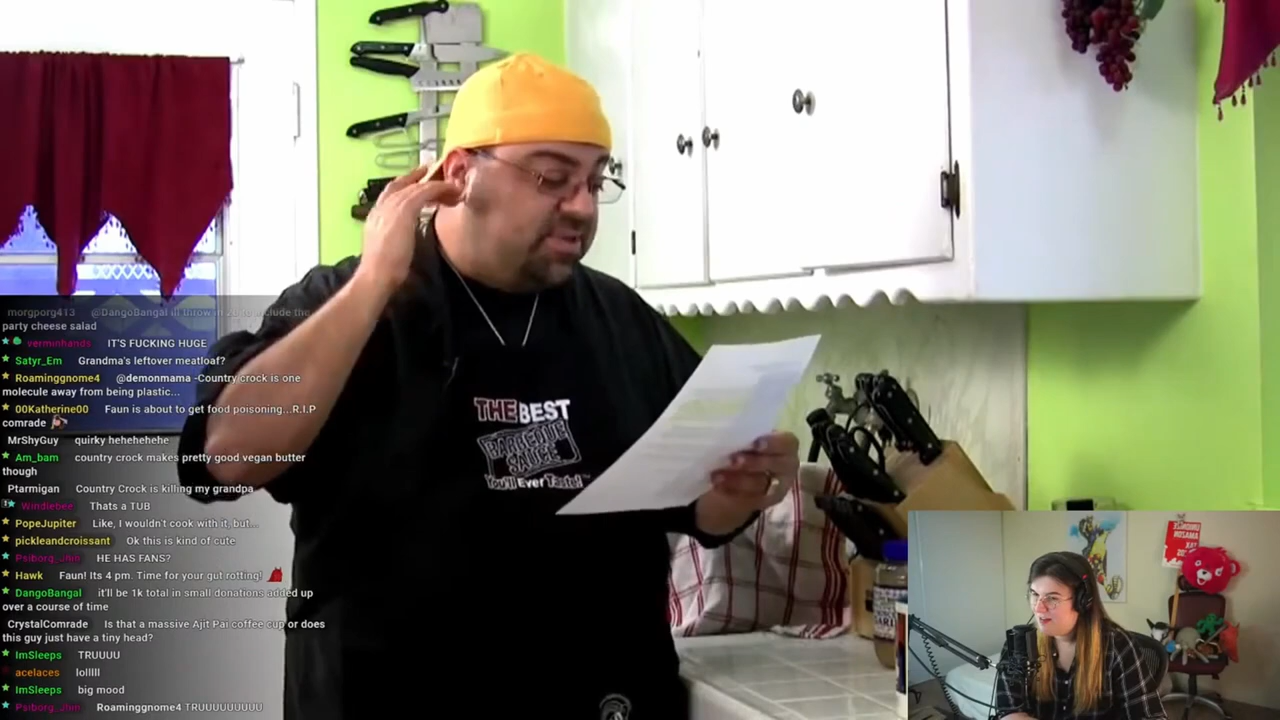 morgporg413 @DangoBangal ill throw in 20 to include the
party cheese salad
verminhands IT'S FUCKING HUGE
Satyr_Em Grandma's leftover meatloaf?
Roaminggnome4 @demonmama -Country crock is one
molecule away from being plastic...
00Katherine00 Faun is about to get food poisoning...R.I.P
comrade
MrShyGuy quirky hehehehehe
Am_bam country crock makes pretty good vegan butter
though
Ptarmigan Country Crock is killing my grandpa
Windlebee Thats a TUB
PopeJupiter Like, I wouldn't cook with it, but...
pickleandcroissant Ok this is kind of cute
HE HAS FANS?
Hawk Faun! Its 4 pm. Time for your gut rotting!
DangoBangal it'll be 1k total in small donations added up
over a course of time
CrystalComrade Is that a massive Ajit Pai coffee cup or does
this guy just have a tiny head?
ImSleeps TRUUUU
acelaces lolllll
ImSleeps big mood
Roaminggnome4 TRUUUUUUUUU
THE BEST
BARBECUE
SAUCE
You'll Ever Taste!™